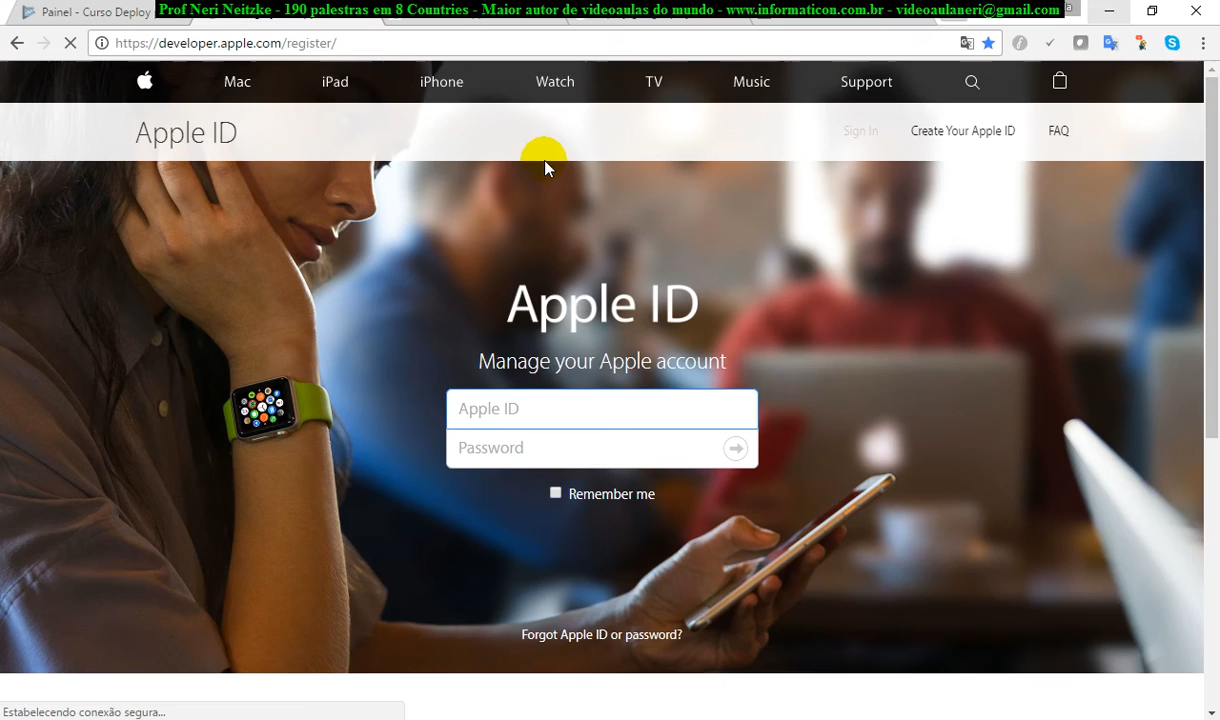 Painel - Curso Deploy
Prof Neri Neitzke - 190 palestras em 8 Countries - Maior autor de videoaulas do mundo - www.informaticon.com.br - videoaulaneri@gmail.com
https://developer.apple.com/register/
Mac iPad iPhone Watch TV Music Support
Apple ID Sign In Create Your Apple ID FAQ
Apple ID
Manage your Apple account
Apple ID
Password
Remember me
Forgot Apple ID or password?
Estabelecendo conexão segura...